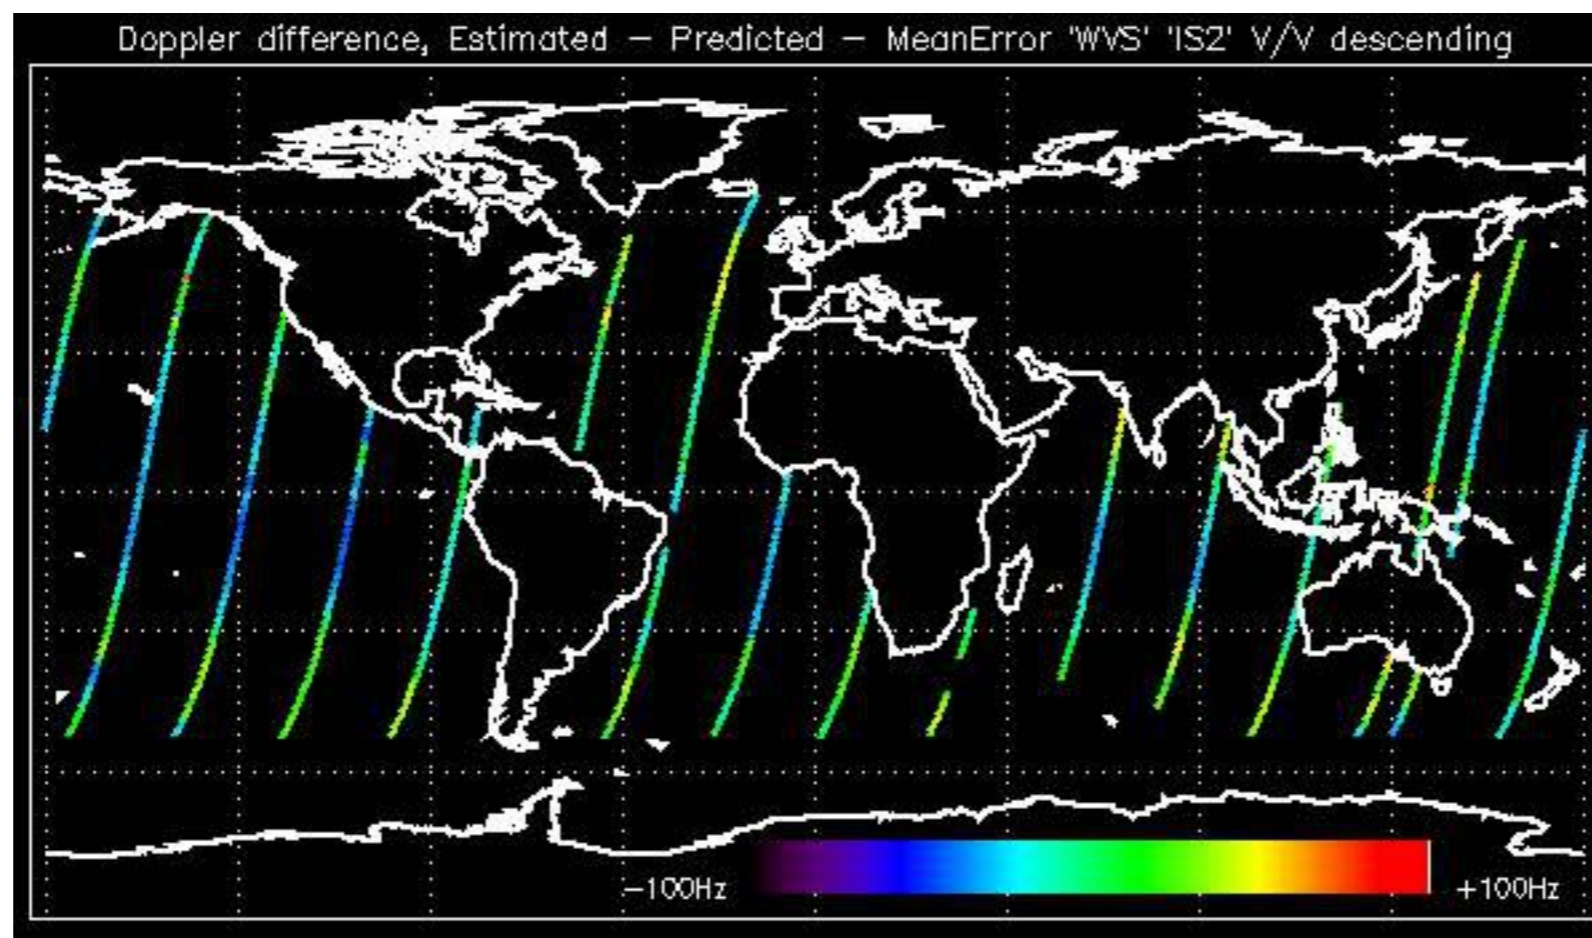 Doppler difference, Estimated – Predicted – MeanError 'WVS' 'IS2' V/V descending
–100Hz
+100Hz